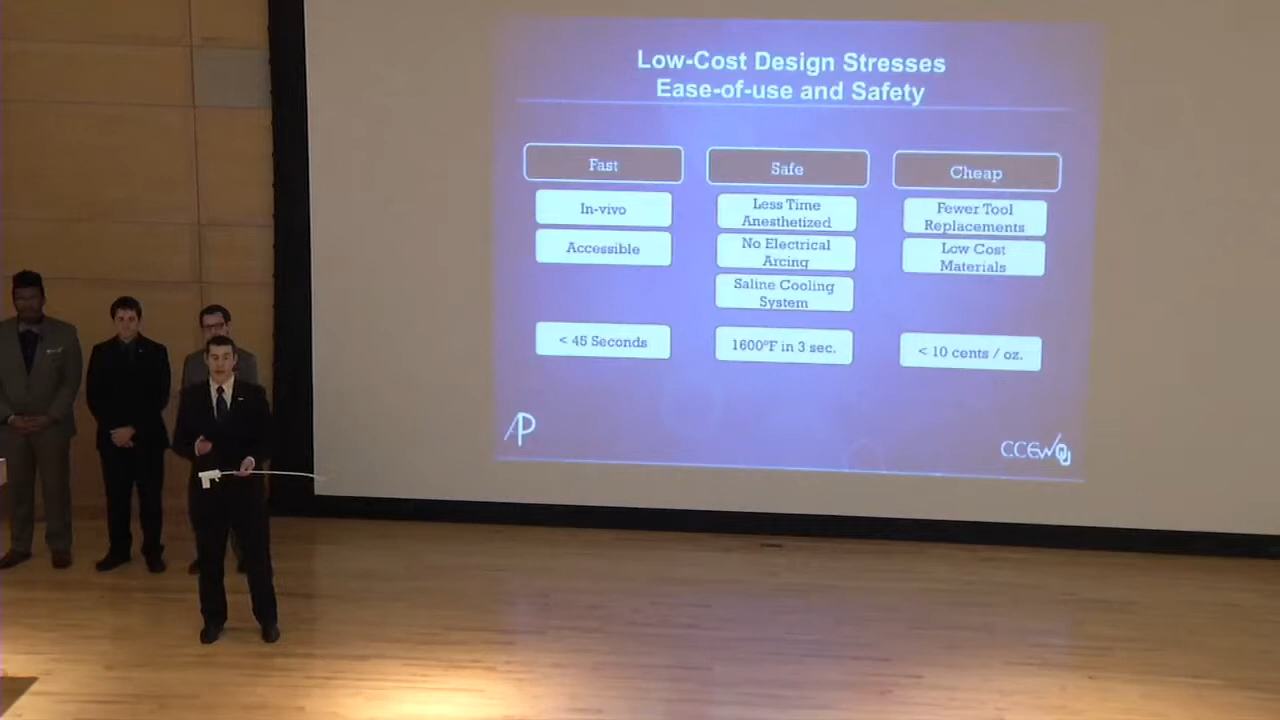 Low-Cost Design Stresses
Ease-of-use and Safety
Fast
In-vivo
Accessible
< 45 Seconds
Safe
Less Time
Anesthetized
No Electrical
Arcing
Saline Cooling
System
1600°F in 3 sec.
Cheap
Fewer Tool
Replacements
Low Cost
Materials
< 10 cents / oz.
AP
CCEW OU